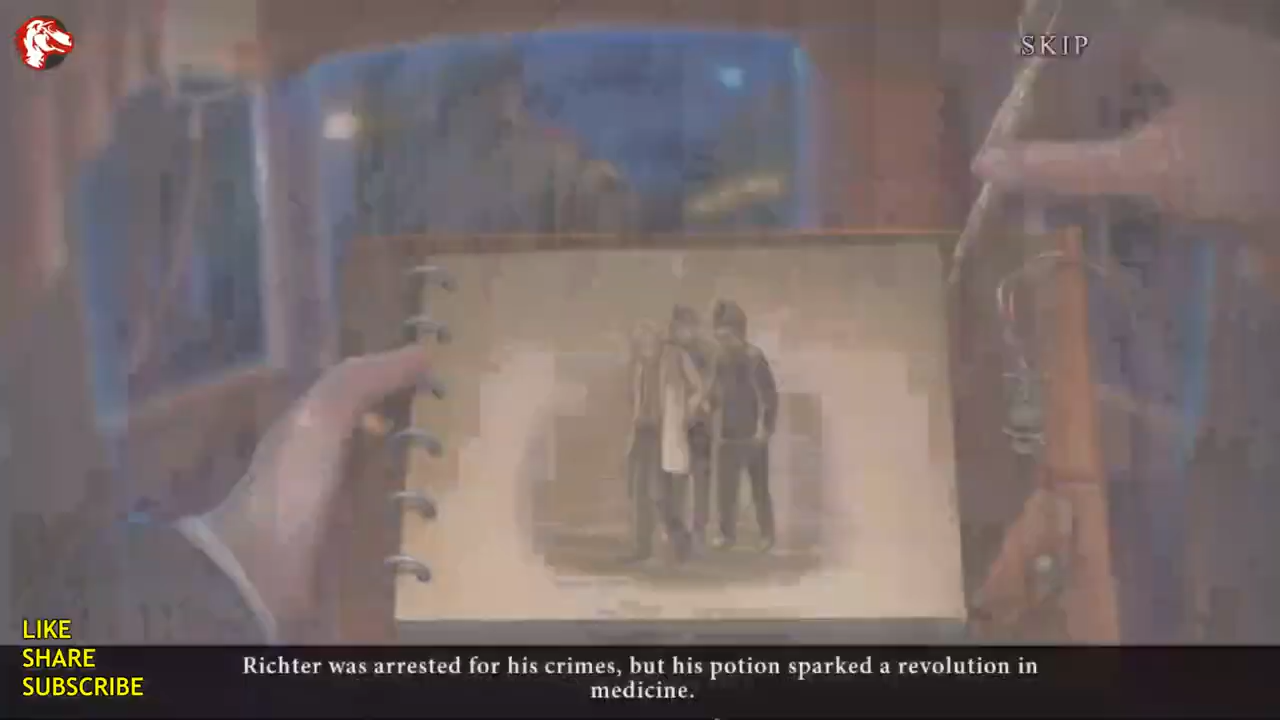 SKIP
LIKE
SHARE
SUBSCRIBE
Richter was arrested for his crimes, but his potion sparked a revolution in
medicine.